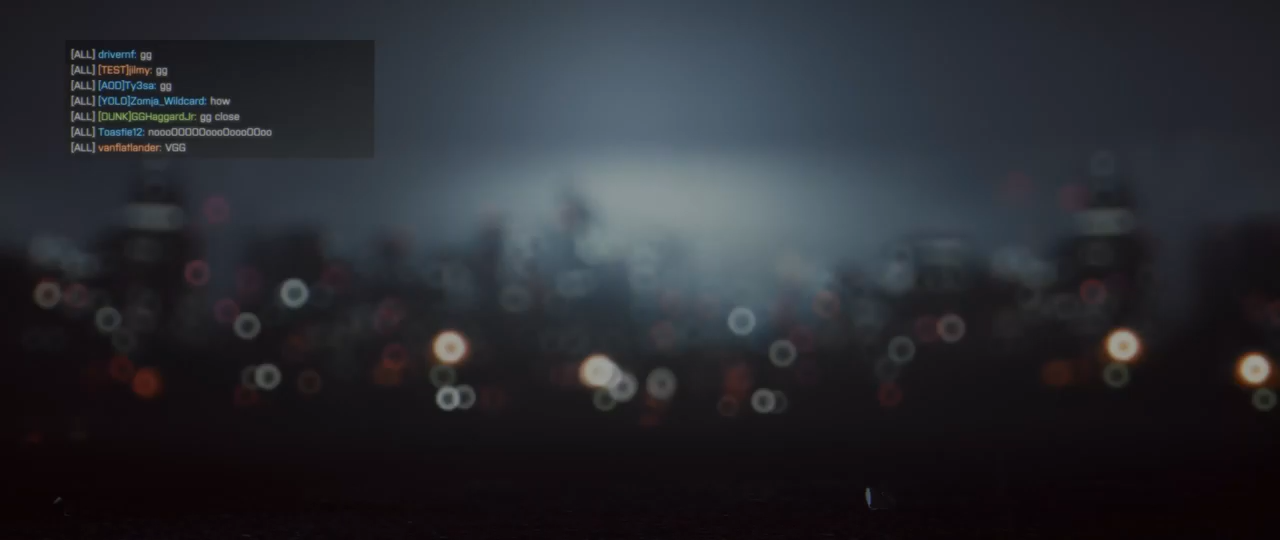 [ALL] drivernf: gg
[ALL] [TEST]jilmy: gg
[ALL] [AOD]Ty3sa: gg
[ALL] [YOLO]Zomja_Wildcard: how
[ALL] [DUNK]GGHaggardJr: gg close
[ALL] Toastie12: noooOOOOOoooOoooOOoo
[ALL] vanflatlander: VGG